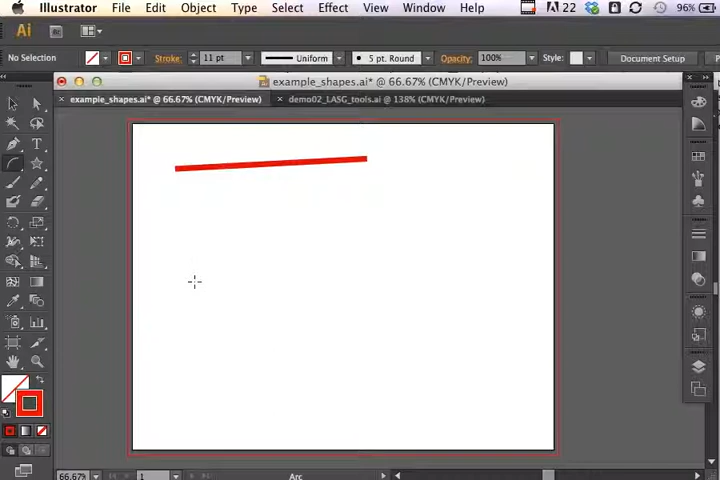 Illustrator File Edit Object Type Select Effect View Window Help A 22 96%
Ai Br
No Selection Stroke: 11 pt Uniform 5 pt. Round Opacity: 100% Style: Document Setup
example_shapes.ai* @ 66.67% (CMYK/Preview)
example_shapes.ai* @ 66.67% (CMYK/Preview) demo02_LASG_tools.ai @ 138% (CMYK/Preview)
T
66.67% 1 Arc